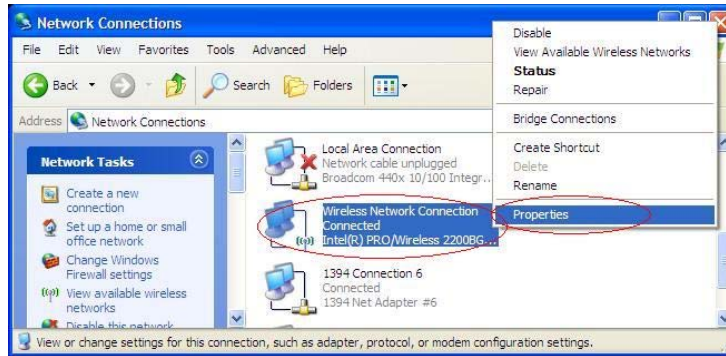 Network Connections
File Edit View Favorites Tools Advanced Help
Back Search Folders
Address Network Connections
Network Tasks
Create a new
connection
Set up a home or small
office network
Change Windows
Firewall settings
View available wireless
networks
Disable this network
Local Area Connection
Network cable unplugged
Broadcom 440x 10/100 Integr...
Wireless Network Connection
Connected
Intel(R) PRO/Wireless 2200BG...
1394 Connection 6
Connected
1394 Net Adapter #6
Disable
View Available Wireless Networks
Status
Repair
Bridge Connections
Create Shortcut
Delete
Rename
Properties
View or change settings for this connection, such as adapter, protocol, or modem configuration settings.